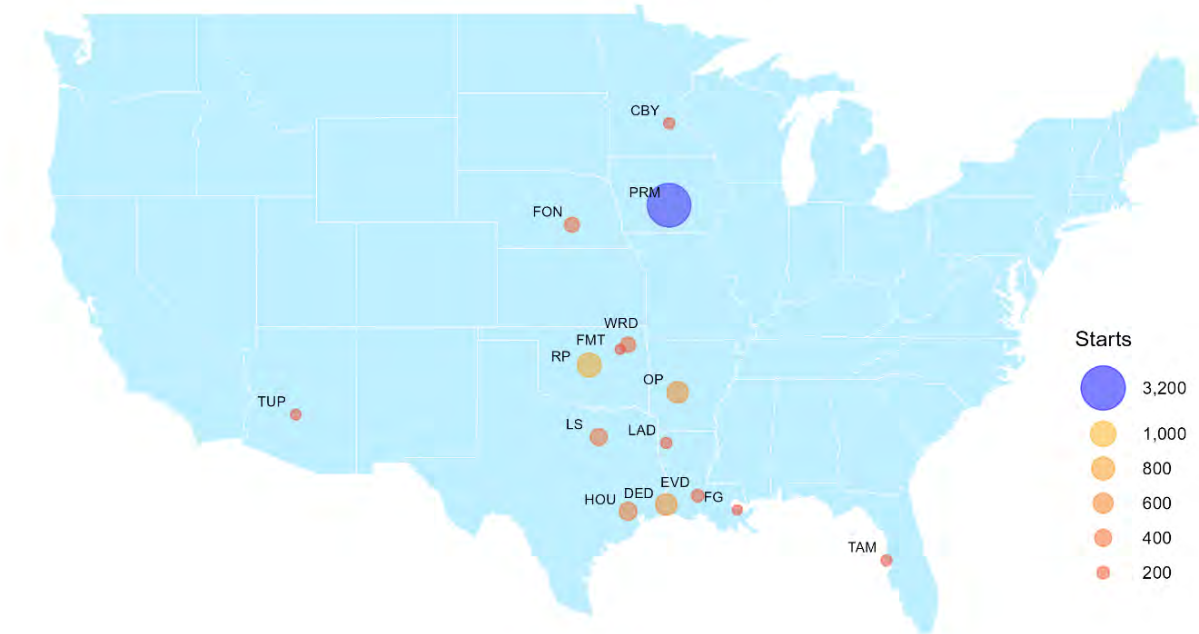 CBY
PRM
FON
WRD
FMT
RP
OP
TUP
LS
LAD
EVD
DED
FG
HOU
TAM
Starts
3,200
1,000
800
600
400
200